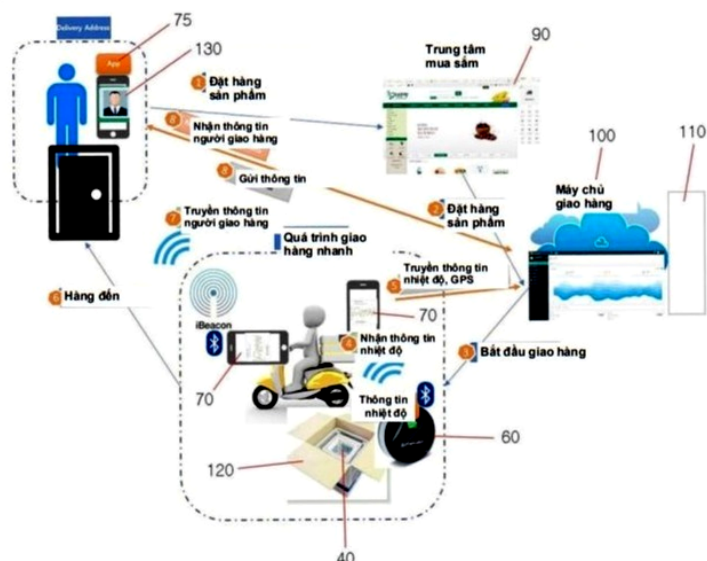 Delivery Address
75
App
130
1 Đặt hàng
sản phẩm
Trung tâm
mua sắm
90
8 Nhận thông tin
người giao hàng
8 Gửi thông tin
100
110
Máy chủ
giao hàng
7 Truyền thông tin
người giao hàng
2 Đặt hàng
sản phẩm
Quá trình giao
hàng nhanh
6 Hàng đến
5 Truyền thông tin
nhiệt độ, GPS
iBeacon
70
4 Nhận thông tin
nhiệt độ
3 Bắt đầu giao hàng
70
Thông tin
nhiệt độ
60
120
40